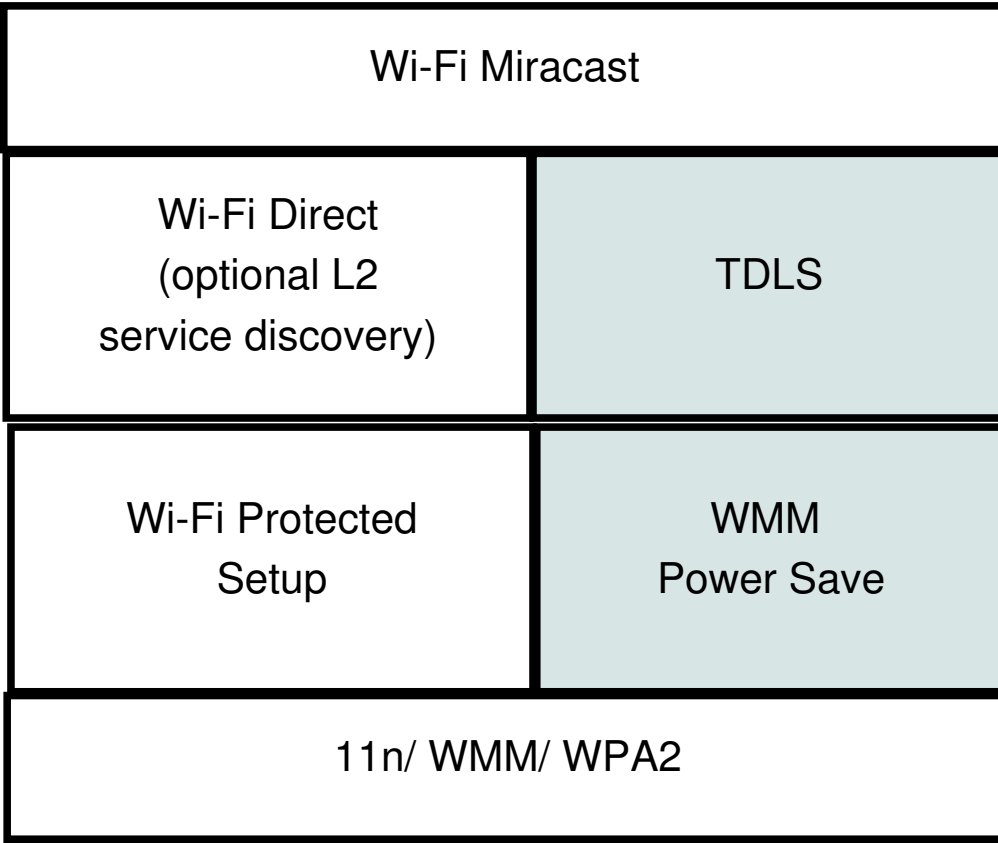 Wi-Fi Miracast
Wi-Fi Direct
(optional L2
service discovery)
TDLS
Wi-Fi Protected
Setup
WMM
Power Save
11n/ WMM/ WPA2